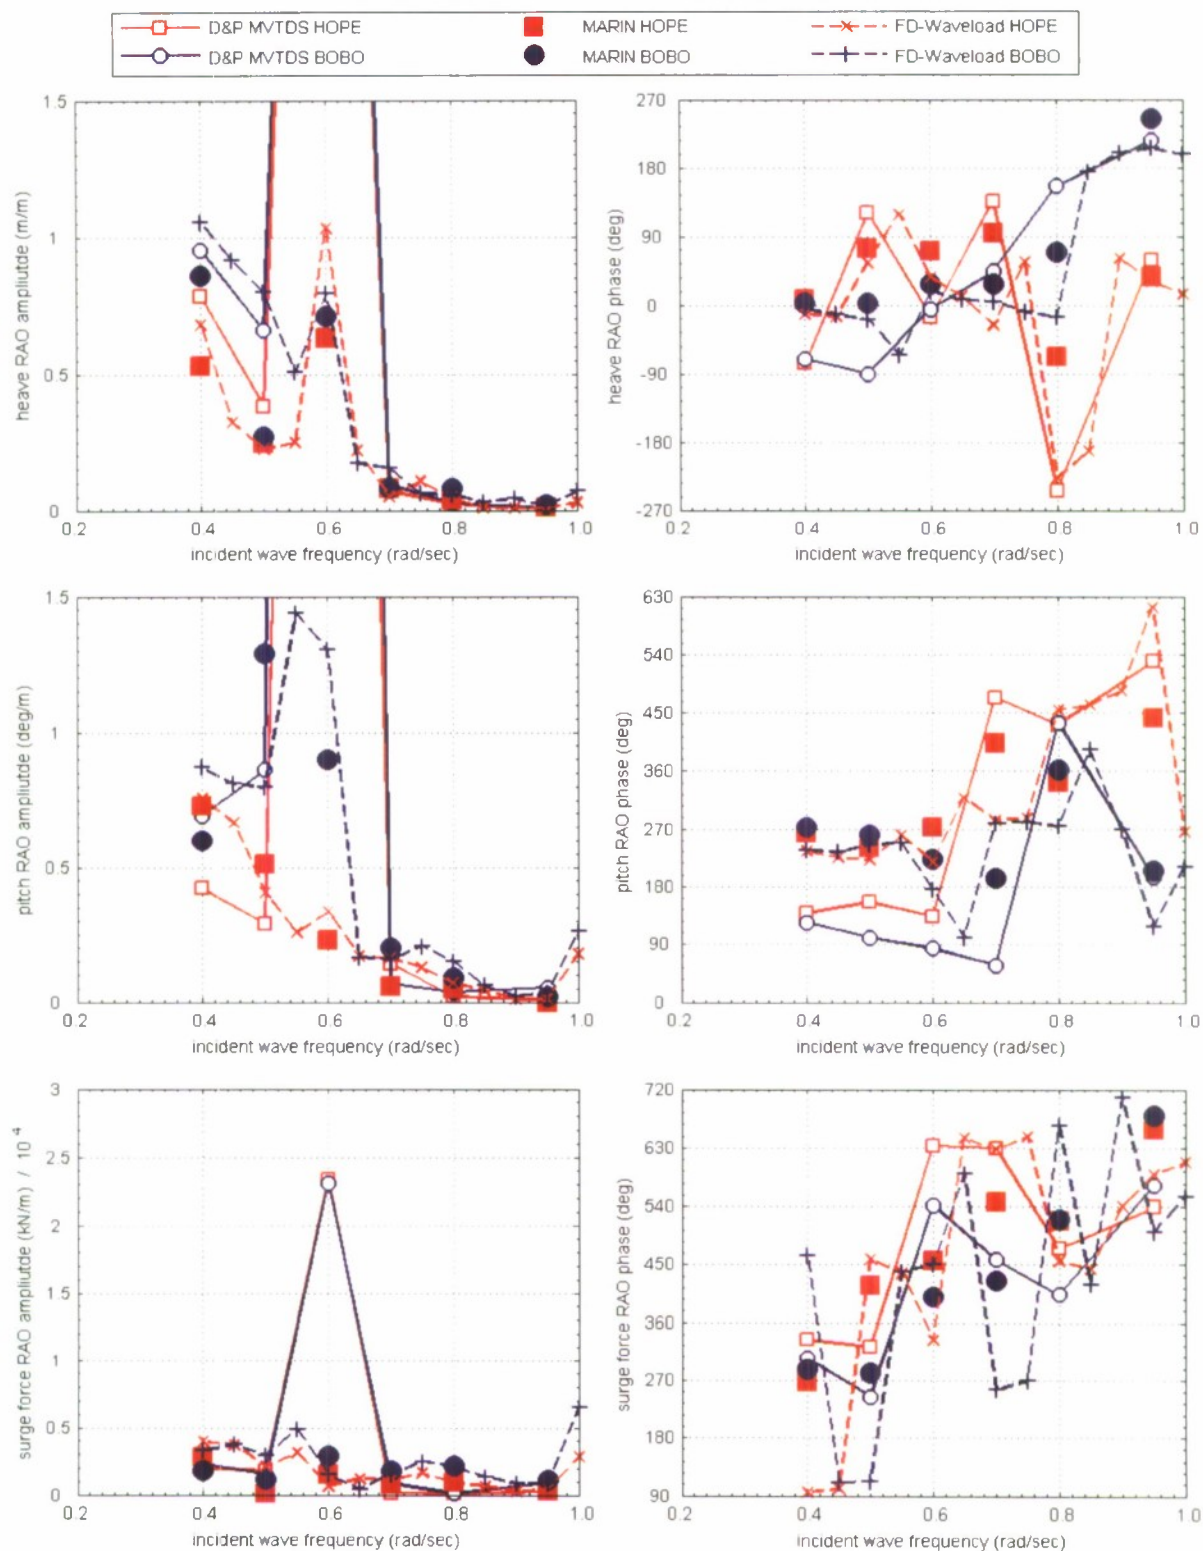 D&P MVTDS HOPE MARIN HOPE FD-Waveload HOPE
D&P MVTDS BOBO MARIN BOBO FD-Waveload BOBO
1.5
1
0.5
0
heave RAO ampliutde (m/m)
0.2 0.4 0.6 0.8 1.0
incident wave frequency (rad/sec)
270
180
90
0
-90
-180
-270
heave RAO phase (deg)
0.2 0.4 0.6 0.8 1.0
incident wave frequency (rad/sec)
1.5
1
0.5
0
pitch RAO ampliutde (deg/m)
0.2 0.4 0.6 0.8 1.0
incident wave frequency (rad/sec)
630
540
450
360
270
180
90
0
pitch RAO phase (deg)
0.2 0.4 0.6 0.8 1.0
incident wave frequency (rad/sec)
3
2.5
2
1.5
1
0.5
0
surge force RAO ampliutde (kN/m) / 10⁻⁴
0.2 0.4 0.6 0.8 1.0
incident wave frequency (rad/sec)
720
630
540
450
360
270
180
90
surge force RAO phase (deg)
0.2 0.4 0.6 0.8 1.0
incident wave frequency (rad/sec)